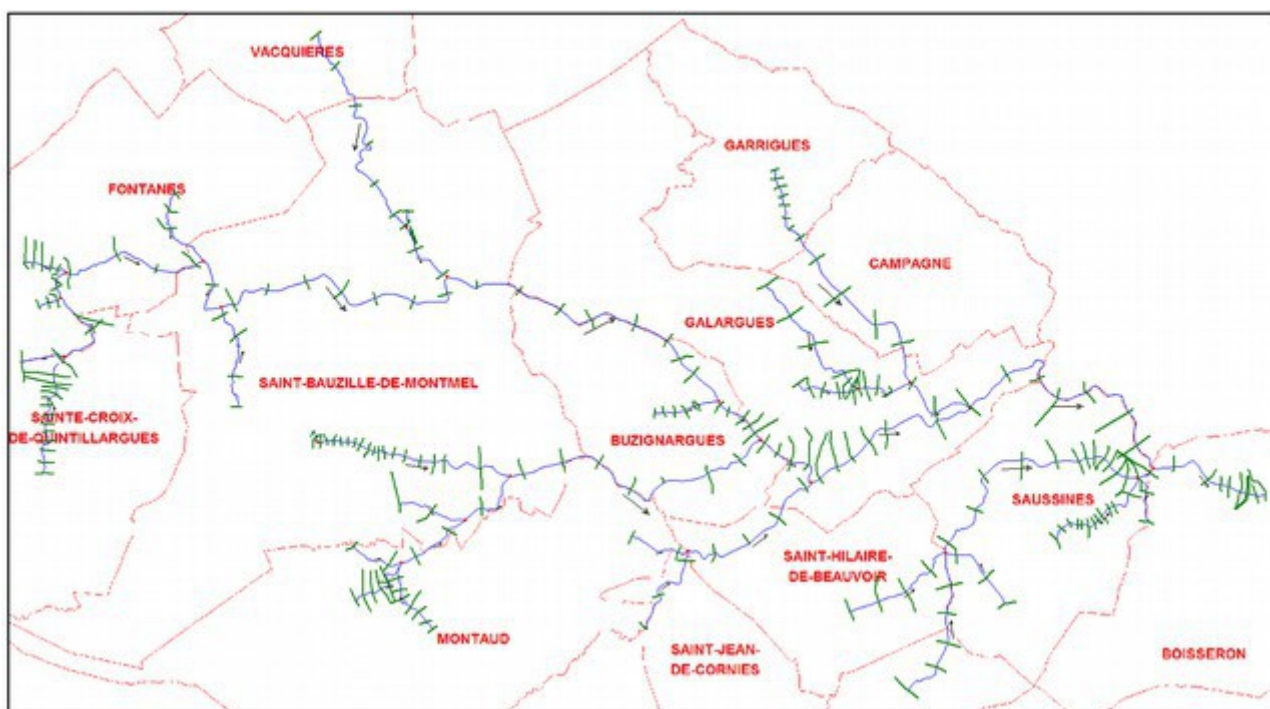 VACQUIERES
GARRIGUES
FONTANES
CAMPAGNE
GALARGUES
SAINT-BAUZILLE-DE-MONTMEL
SAINTE-CROIX-
DE-QUINTILLARGUES
BUZIGNARGUES
SAUSSINES
SAINT-HILAIRE-
DE-BEAUVOIR
MONTAUD
SAINT-JEAN-
DE-CORNIES
BOISSERON